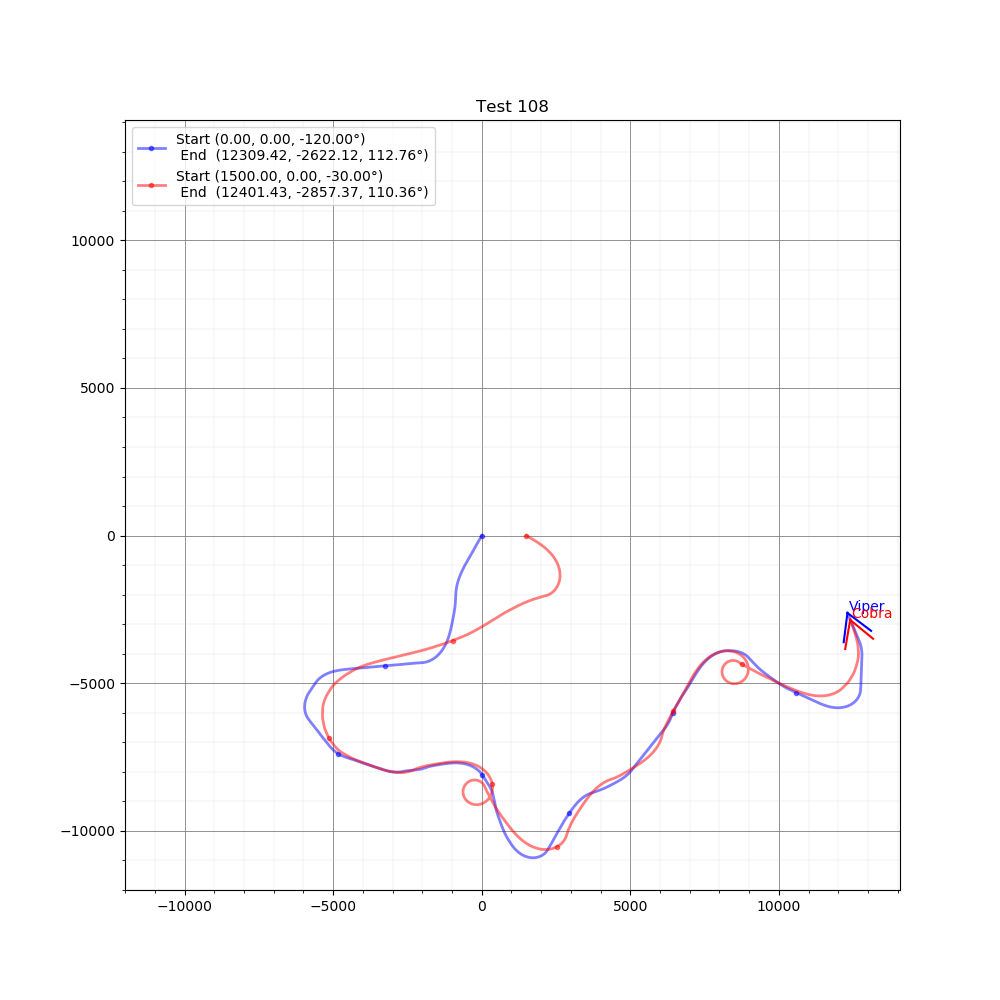 Test 108
Start (0.00, 0.00, -120.00°)
End (12309.42, -2622.12, 112.76°)
Start (1500.00, 0.00, -30.00°)
End (12401.43, -2857.37, 110.36°)
10000
5000
0
Viper
Cobra
−5000
−10000
−10000 −5000 0 5000 10000